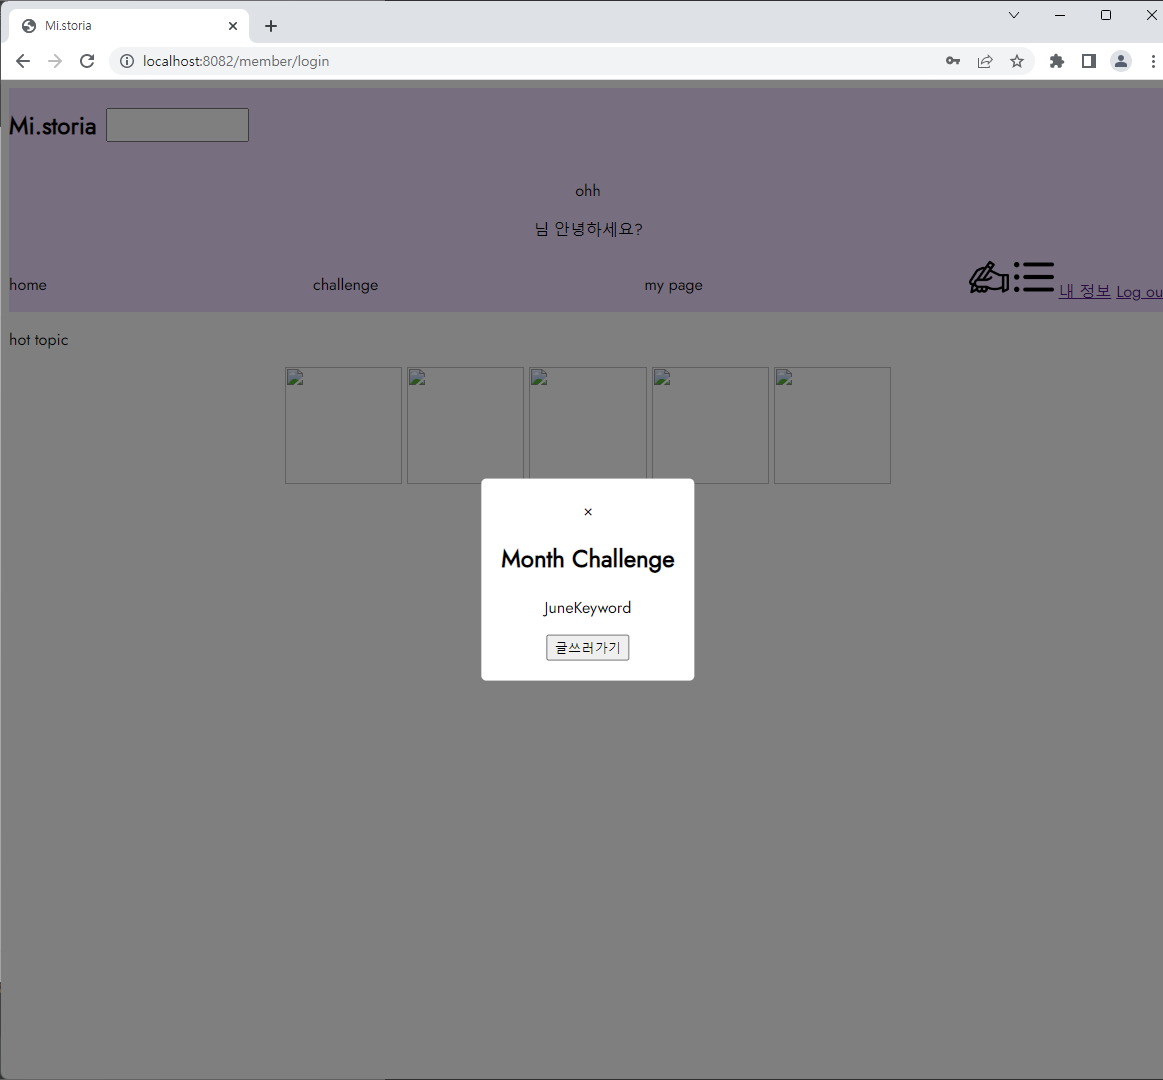 Mi.storia
localhost:8082/member/login
Mi.storia
ohh
님 안녕하세요?
home challenge my page 내 정보 Log ou
hot topic
×
Month Challenge
JuneKeyword
글쓰러가기